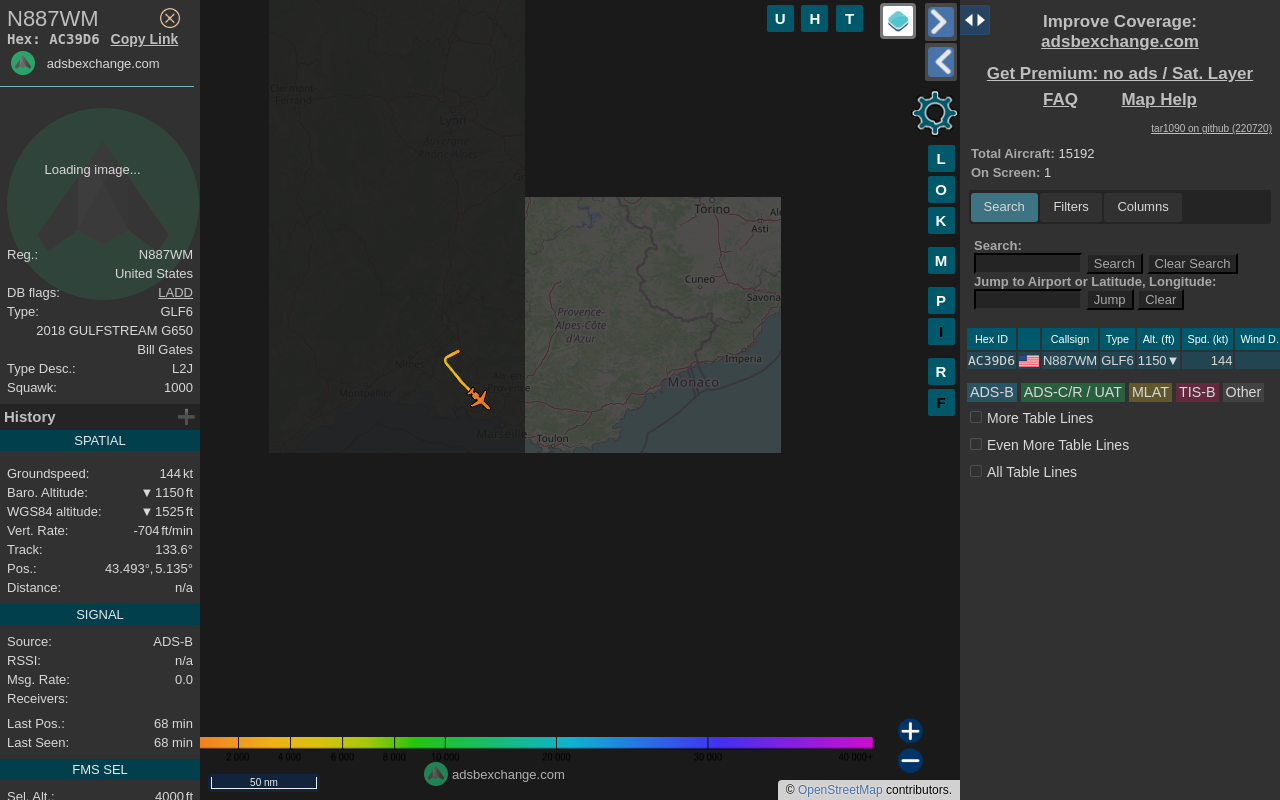 N887WM
Hex: AC39D6 Copy Link
adsbexchange.com
Loading image...
Reg.: N887WM
United States
DB flags: LADD
Type: GLF6
2018 GULFSTREAM G650
Bill Gates
Type Desc.: L2J
Squawk: 1000
History
SPATIAL
Groundspeed: 144 kt
Baro. Altitude: ▼ 1150 ft
WGS84 altitude: ▼ 1525 ft
Vert. Rate: -704 ft/min
Track: 133.6°
Pos.: 43.493°, 5.135°
Distance: n/a
SIGNAL
Source: ADS-B
RSSI: n/a
Msg. Rate: 0.0
Receivers:
Last Pos.: 68 min
Last Seen: 68 min
FMS SEL
Sel. Alt.: 4000 ft
Clermont-
Ferrand
Lyon
Auvergne-
Rhône-Alpes
Nîmes
Montpellier
Marseille
Torino
Asti
Cuneo
Savona
Provence-
Alpes-Côte
d'Azur
Imperia
Monaco
Toulon
U H T
L
O
K
M
P
I
R
F
2 000 4 000 6 000 8 000 10 000 20 000 30 000 40 000+
adsbexchange.com
50 nm
© OpenStreetMap contributors.
Improve Coverage:
adsbexchange.com
Get Premium: no ads / Sat. Layer
FAQ Map Help
tar1090 on github (220720)
Total Aircraft: 15192
On Screen: 1
Search Filters Columns
Search:
Search Clear Search
Jump to Airport or Latitude, Longitude:
Jump Clear
Hex ID Callsign Type Alt. (ft) Spd. (kt) Wind D.
AC39D6 N887WM GLF6 1150▼ 144
ADS-B ADS-C/R / UAT MLAT TIS-B Other
More Table Lines
Even More Table Lines
All Table Lines